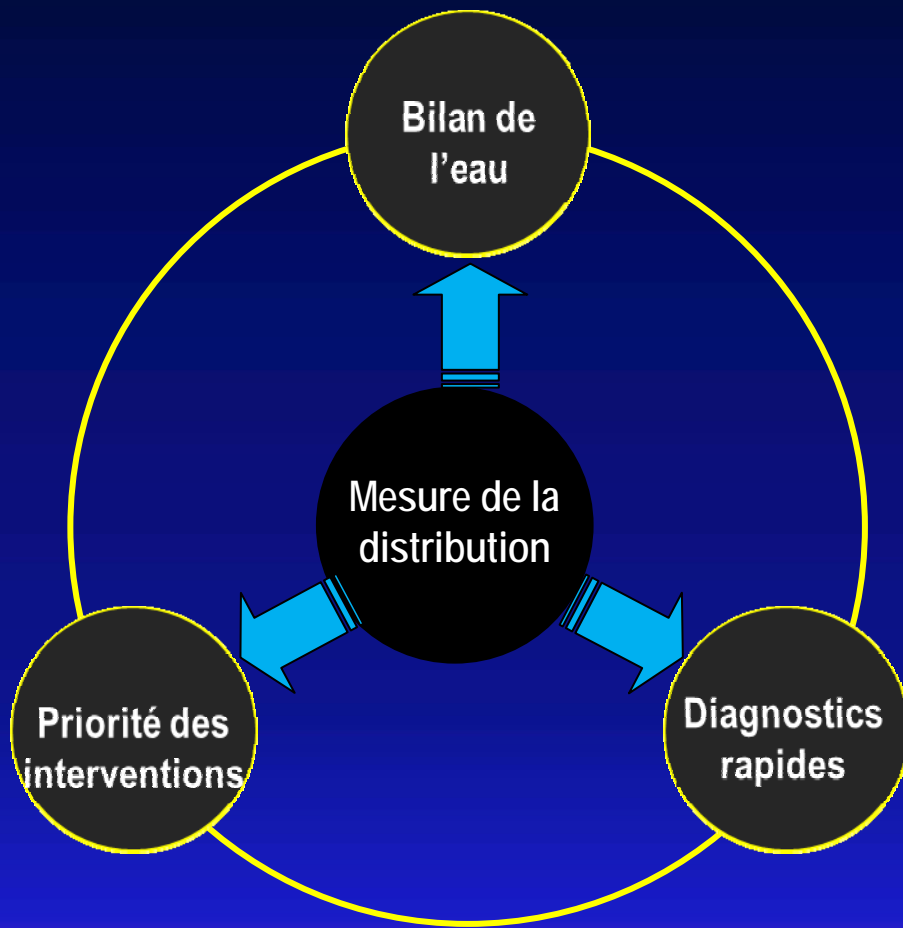 Bilan de
l’eau
Mesure de la
distribution
Priorité des
interventions
Diagnostics
rapides